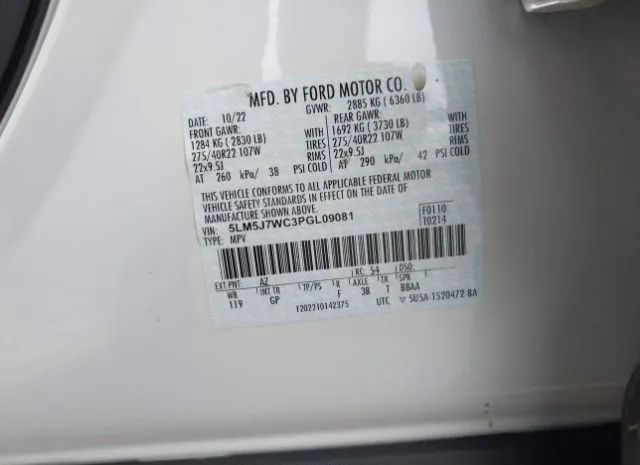 MFD. BY FORD MOTOR CO.
DATE: 10/22 GVWR: 2885 KG (6360 LB)
FRONT GAWR: WITH REAR GAWR: WITH
1284 KG (2830 LB) TIRES 1692 KG (3730 LB) TIRES
275/40R22 107W RIMS 275/40R22 107W RIMS
22x9.5J 22x9.5J
AT 260 kPa/ 38 PSI COLD AT 290 kPa/ 42 PSI COLD
THIS VEHICLE CONFORMS TO ALL APPLICABLE FEDERAL MOTOR
VEHICLE SAFETY STANDARDS IN EFFECT ON THE DATE OF MANUFACTURE SHOWN ABOVE.
VIN: 5LM5J7WC3PGL09081 F0110
TYPE: MPV T0214
EXT PNT: AZ RC: 54 DSO:
WB INT TR TP/PS R AXLE TR SPR
119 GP F 3B T BBAA
1202210142375 UTC ▽ 5U5A-1520472-BA